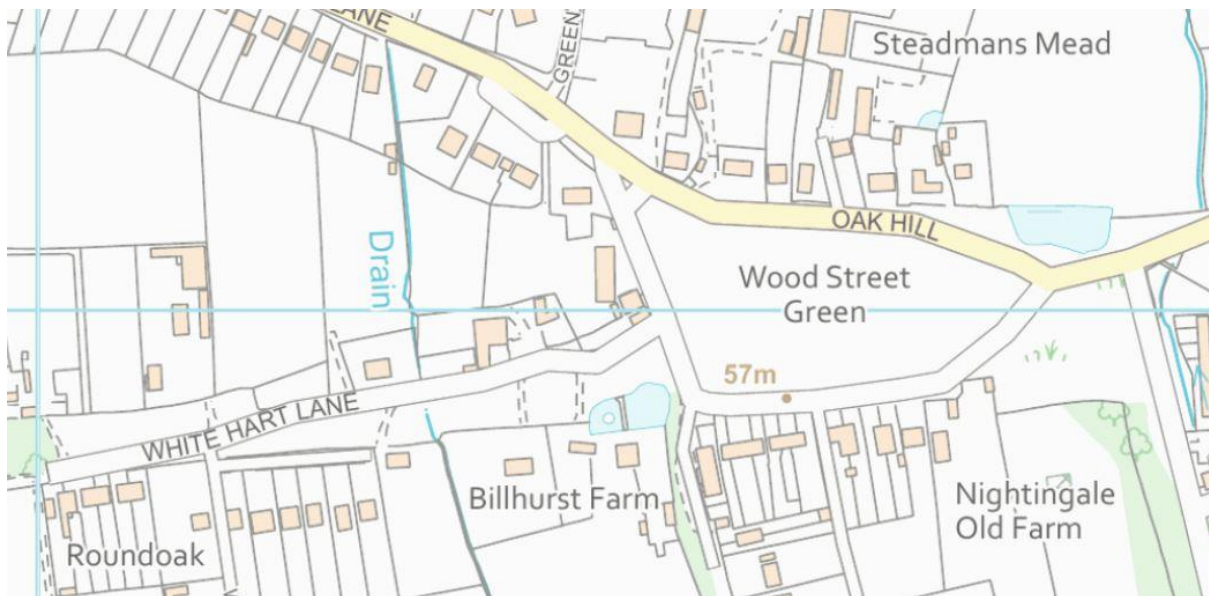 LANE
GREEN
Steadmans Mead
OAK HILL
Drain
Wood Street
Green
57m
WHITE HART LANE
Billhurst Farm
Nightingale
Old Farm
Roundoak